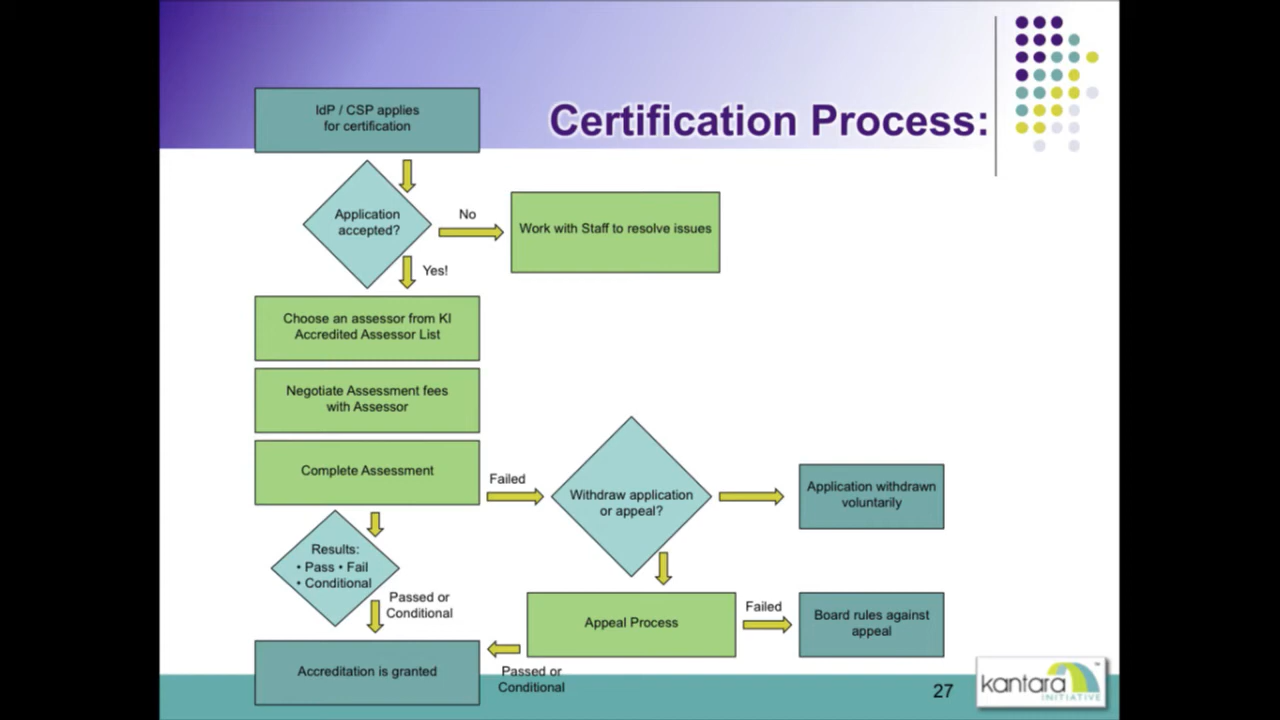 Certification Process:
IdP / CSP applies
for certification
Application
accepted?
No
Work with Staff to resolve issues
Yes!
Choose an assessor from KI
Accredited Assessor List
Negotiate Assessment fees
with Assessor
Complete Assessment
Failed
Withdraw application
or appeal?
Application withdrawn
voluntarily
Results:
• Pass • Fail
• Conditional
Passed or
Conditional
Appeal Process
Failed
Board rules against
appeal
Accreditation is granted
Passed or
Conditional
27
kantara
INITIATIVE
™